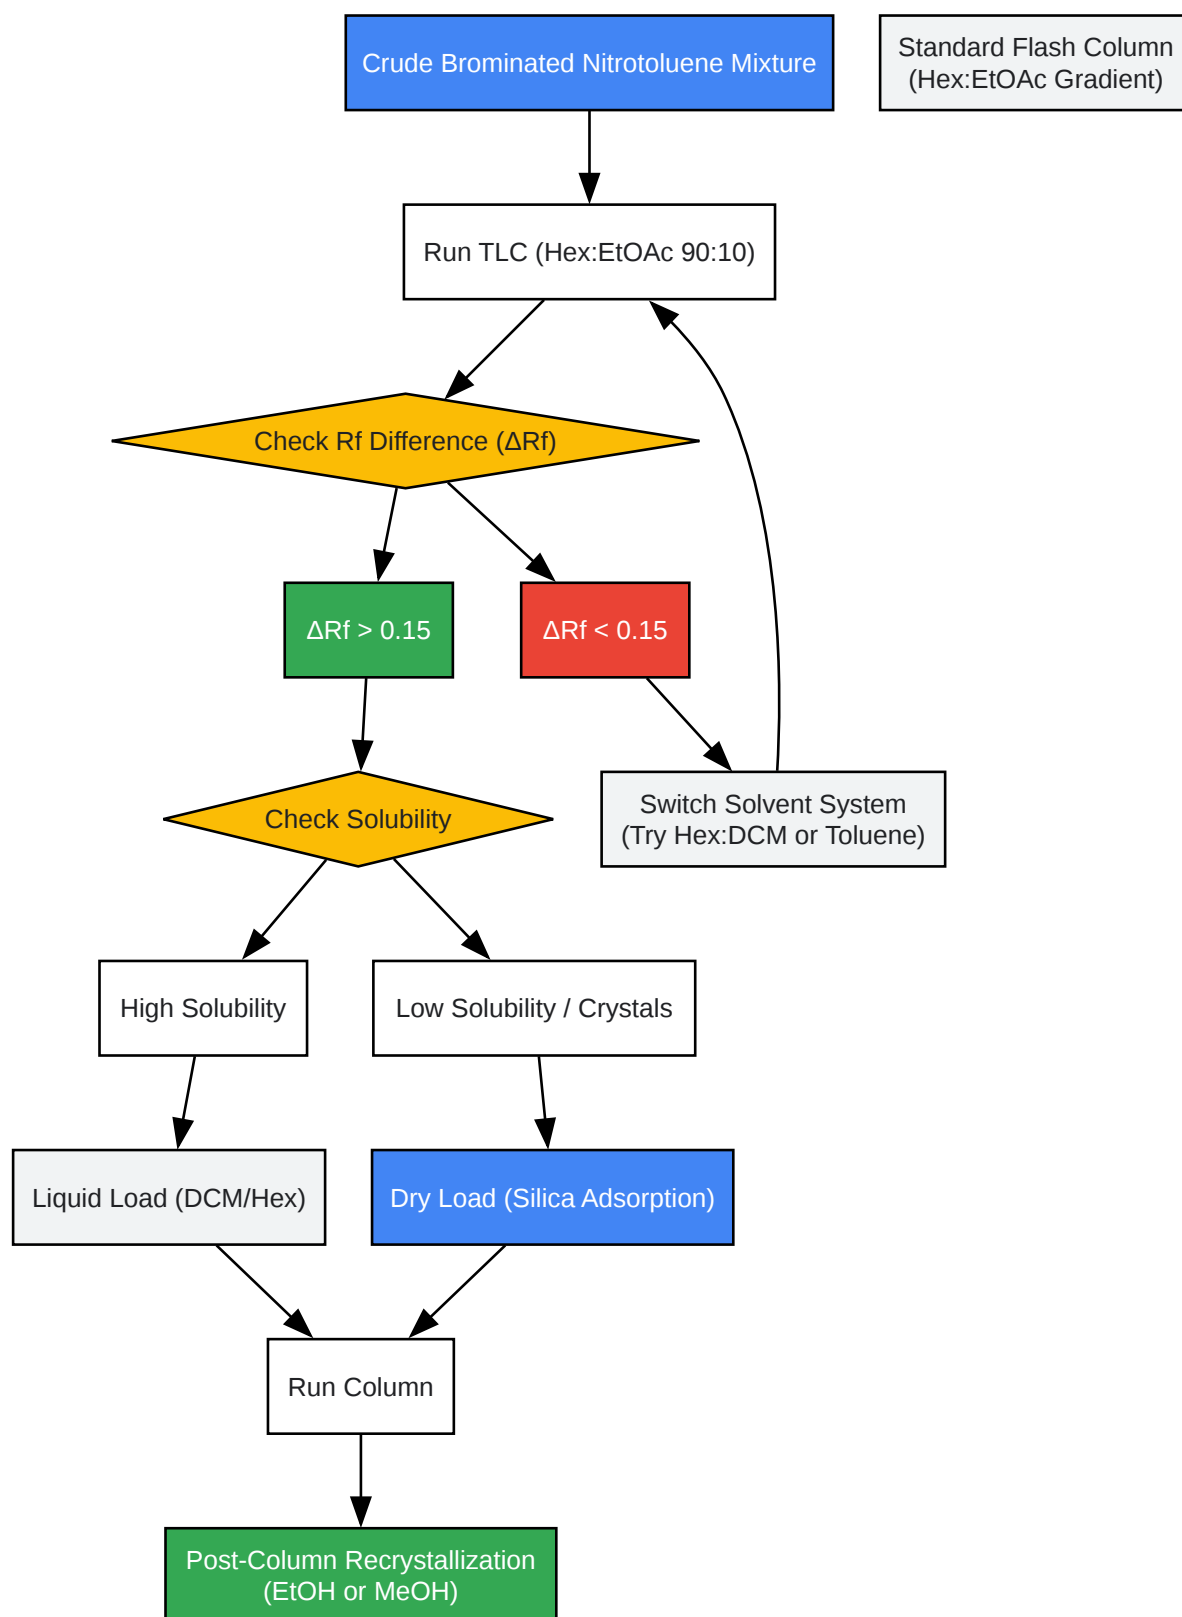 Crude Brominated Nitrotoluene Mixture
Standard Flash Column
(Hex:EtOAc Gradient)
Run TLC (Hex:EtOAc 90:10)
Check Rf Difference (ΔRf)
ΔRf > 0.15
ΔRf < 0.15
Switch Solvent System
(Try Hex:DCM or Toluene)
Check Solubility
High Solubility
Low Solubility / Crystals
Liquid Load (DCM/Hex)
Dry Load (Silica Adsorption)
Run Column
Post-Column Recrystallization
(EtOH or MeOH)